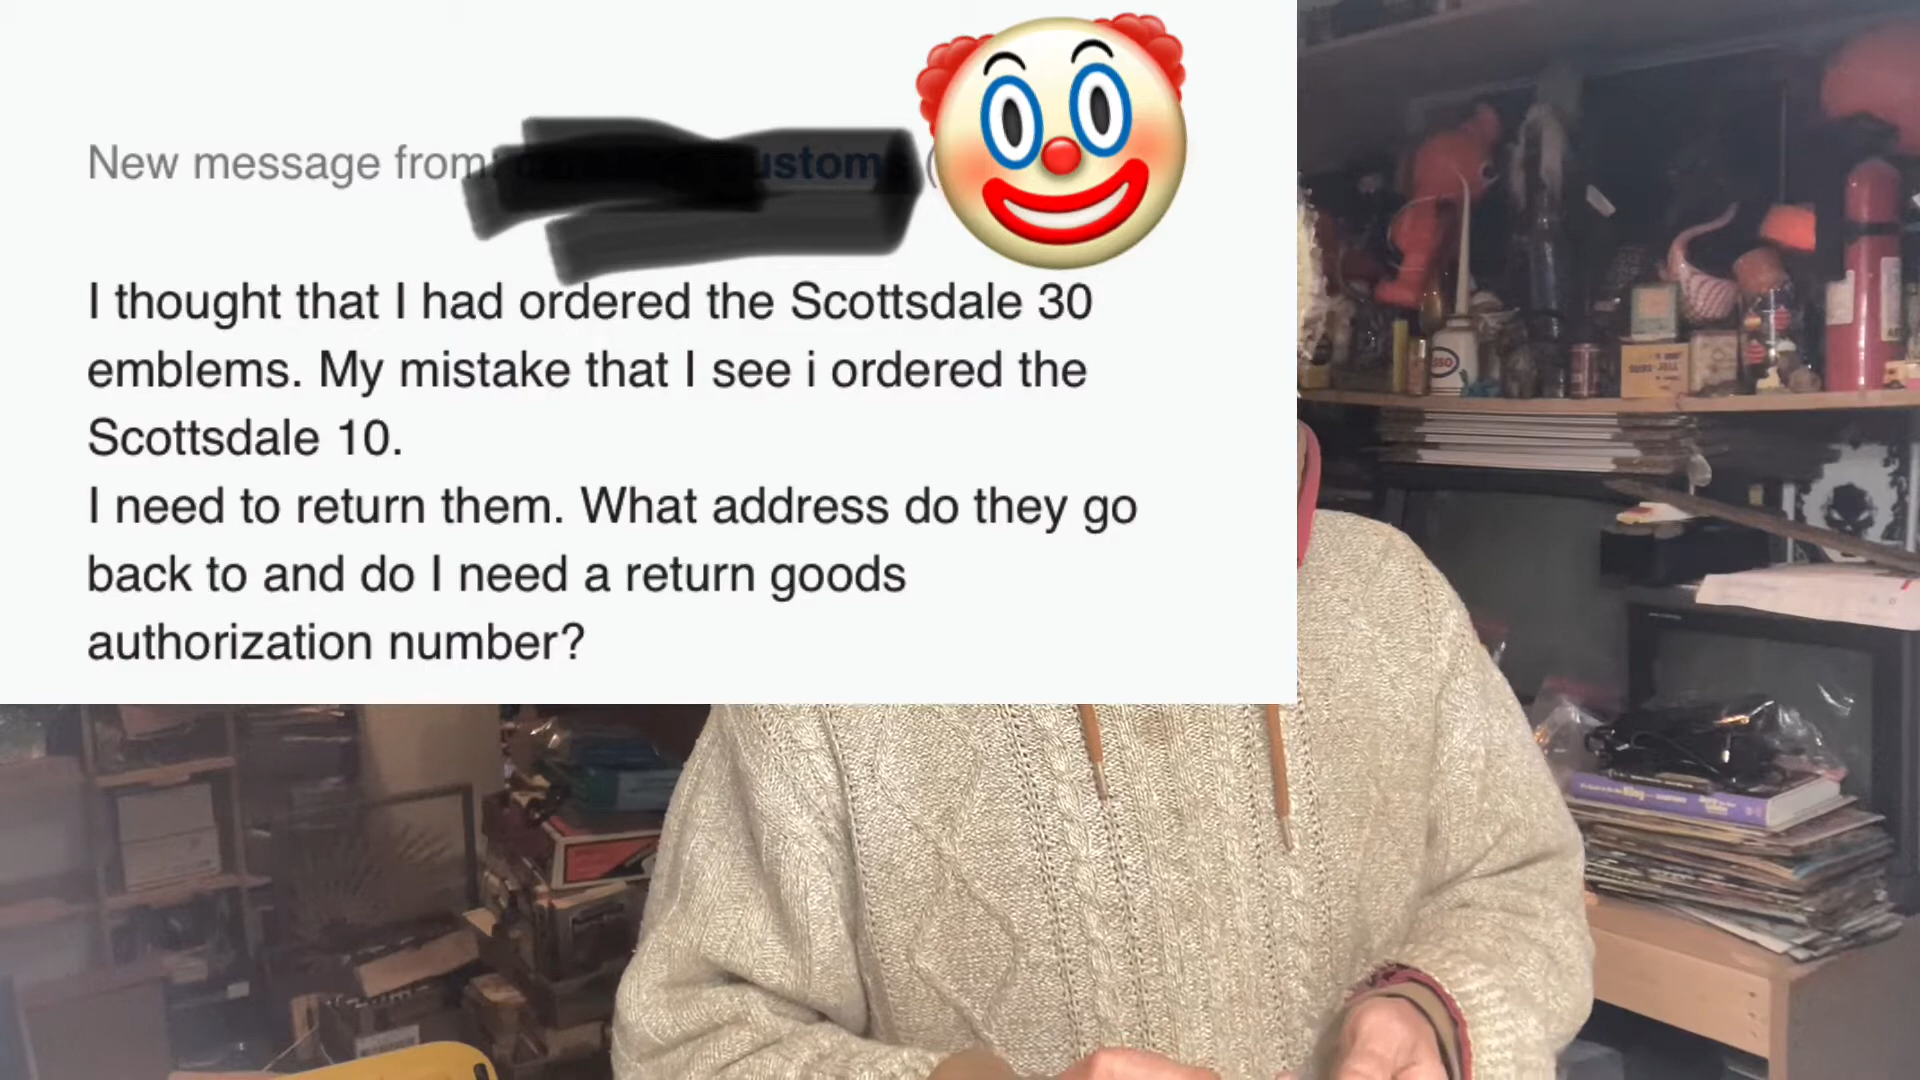 New message from:
I thought that I had ordered the Scottsdale 30
emblems. My mistake that I see i ordered the
Scottsdale 10.
I need to return them. What address do they go
back to and do I need a return goods
authorization number?